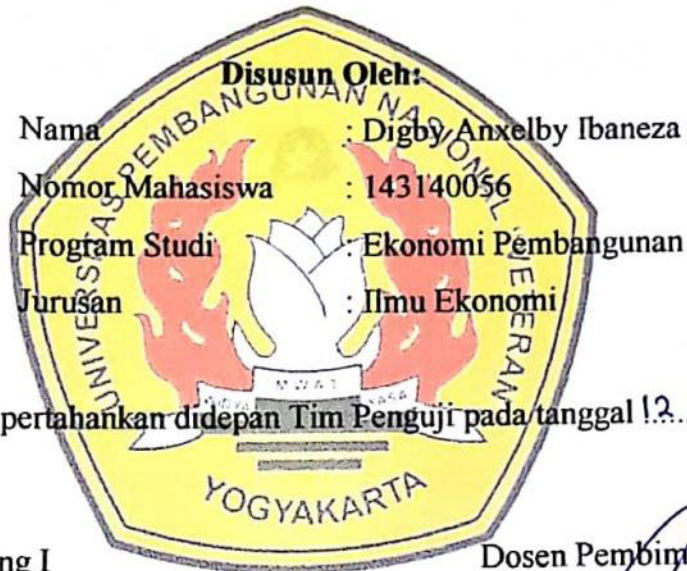 Disusun Oleh:
UNIVERSITAS PEMBANGUNAN NASIONAL VETERAN
Nama : Digby Anxelby Ibaneza
Nomor Mahasiswa : 143140056
Program Studi : Ekonomi Pembangunan
Jurusan : Ilmu Ekonomi
pertahankan didepan Tim Penguji pada tanggal 12
YOGYAKARTA
ng I
Dosen Pembim